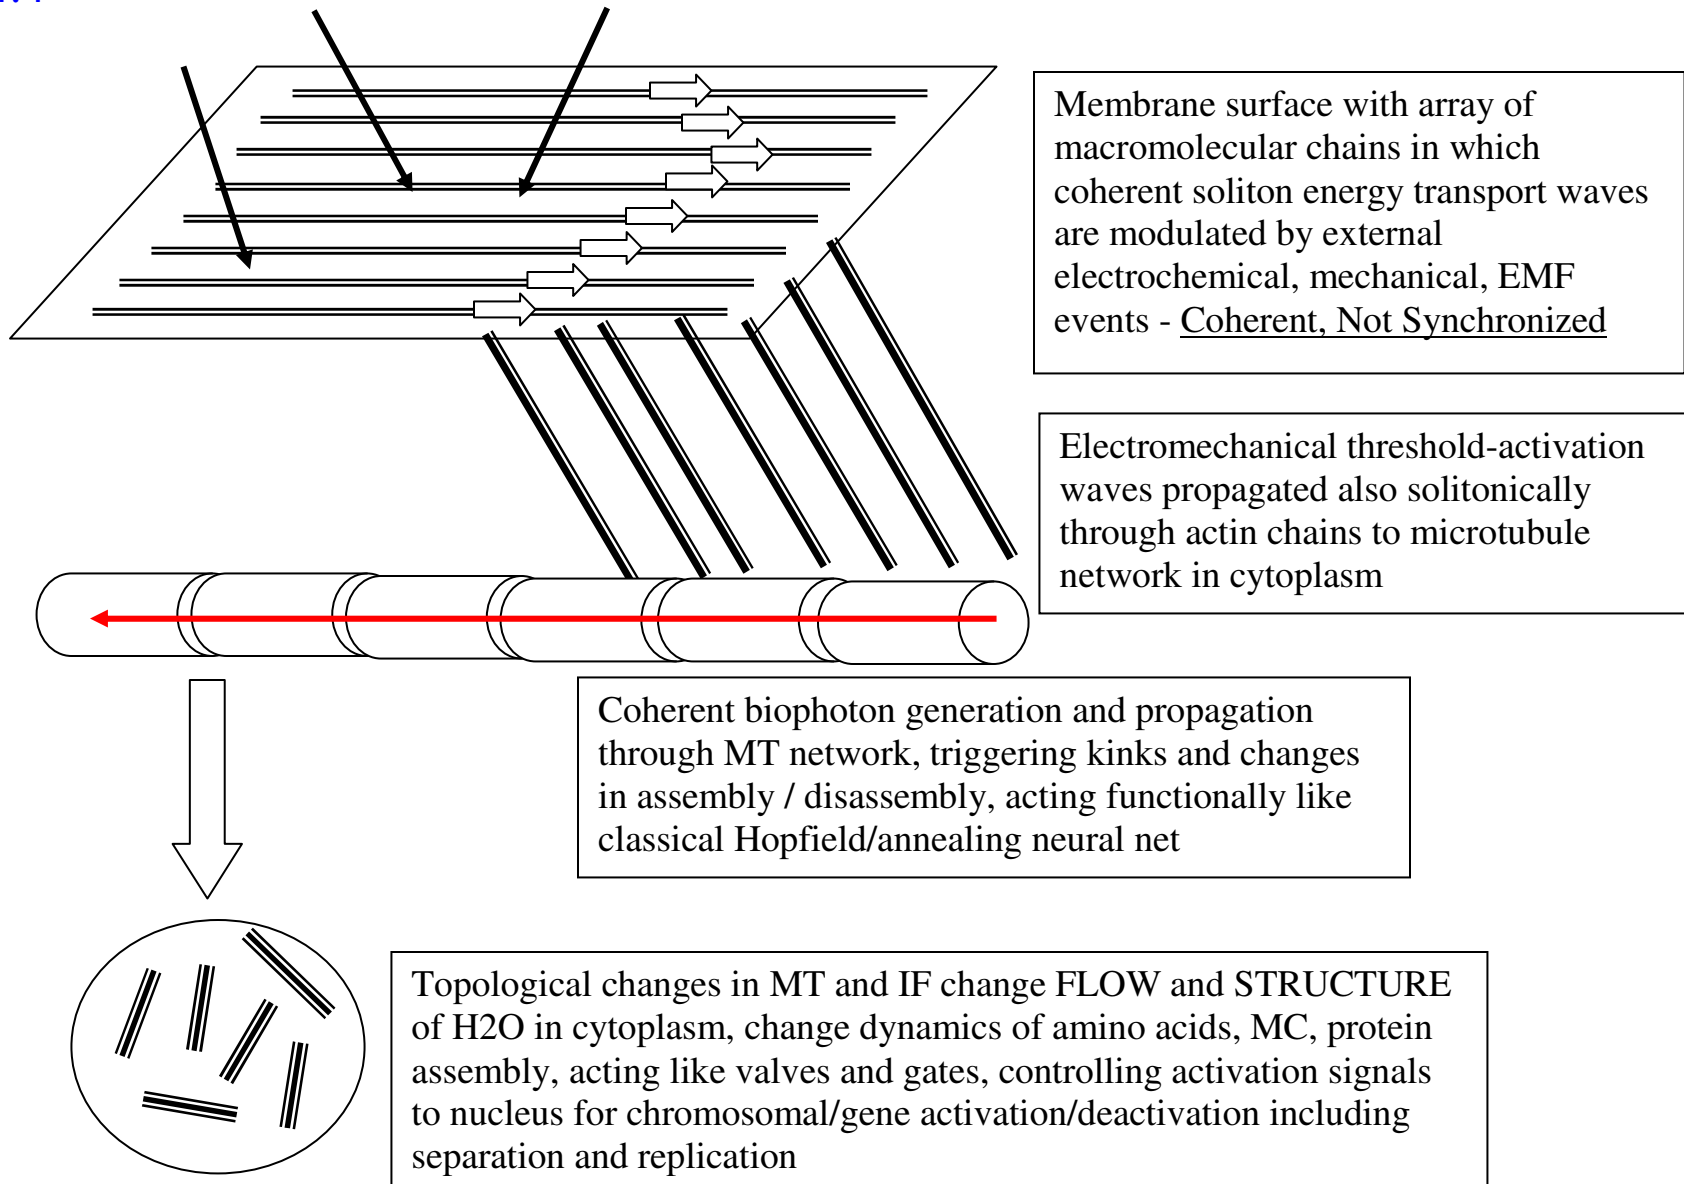 Membrane surface with array of
macromolecular chains in which
coherent soliton energy transport waves
are modulated by external
electrochemical, mechanical, EMF
events - Coherent, Not Synchronized
Electromechanical threshold-activation
waves propagated also solitonically
through actin chains to microtubule
network in cytoplasm
Coherent biophoton generation and propagation
through MT network, triggering kinks and changes
in assembly / disassembly, acting functionally like
classical Hopfield/annealing neural net
Topological changes in MT and IF change FLOW and STRUCTURE
of H2O in cytoplasm, change dynamics of amino acids, MC, protein
assembly, acting like valves and gates, controlling activation signals
to nucleus for chromosomal/gene activation/deactivation including
separation and replication